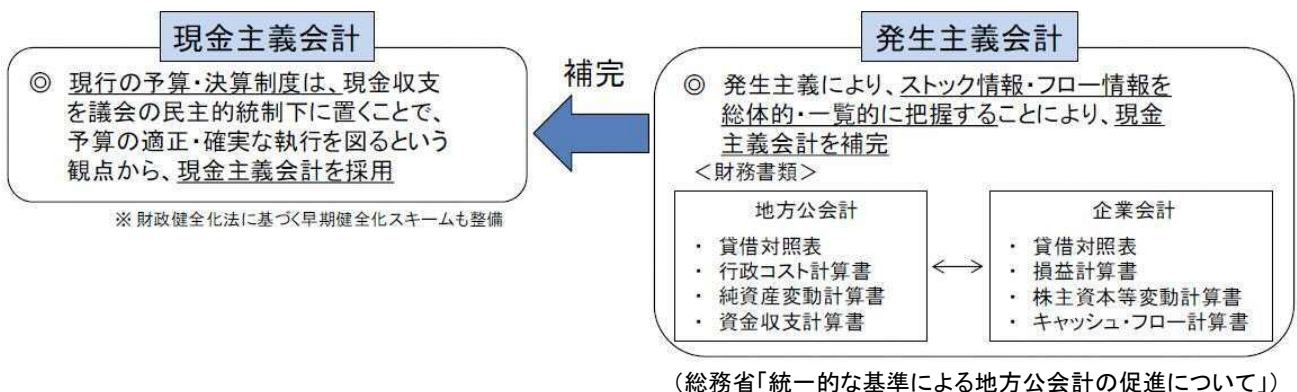 現金主義会計
◎ 現行の予算・決算制度は、現金収支
を議会の民主的統制下に置くことで、
予算の適正・確実な執行を図るという
観点から、現金主義会計を採用
※ 財政健全化法に基づく早期健全化スキームも整備
補完
発生主義会計
◎ 発生主義により、ストック情報・フロー情報を
総体的・一覧的に把握することにより、現金
主義会計を補完
＜財務書類＞
地方公会計
・ 貸借対照表
・ 行政コスト計算書
・ 純資産変動計算書
・ 資金収支計算書
企業会計
・ 貸借対照表
・ 損益計算書
・ 株主資本等変動計算書
・ キャッシュ・フロー計算書
（総務省「統一的な基準による地方公会計の促進について」）